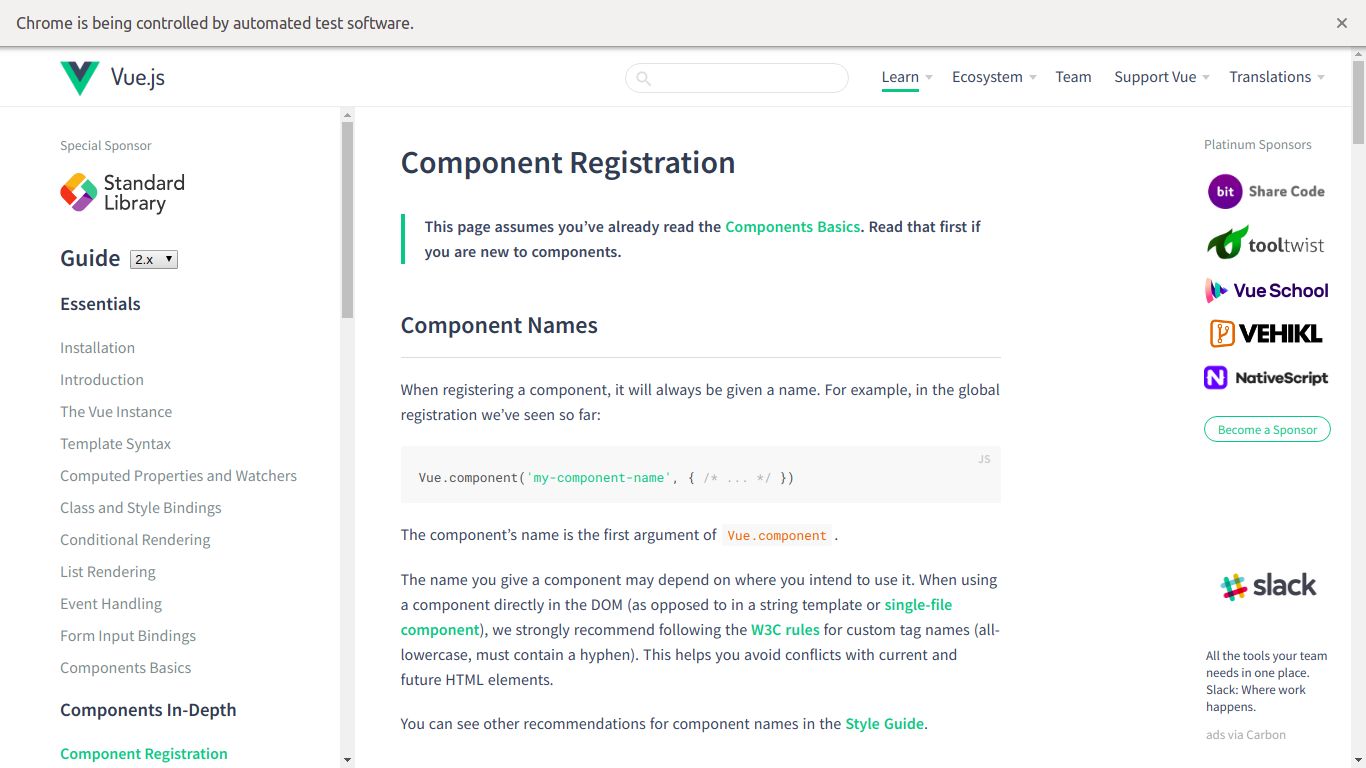 Chrome is being controlled by automated test software.
Vue.js
Learn
Ecosystem
Team
Support Vue
Translations
Special Sponsor
Standard
Library
Guide
2.x
Essentials
Installation
Introduction
The Vue Instance
Template Syntax
Computed Properties and Watchers
Class and Style Bindings
Conditional Rendering
List Rendering
Event Handling
Form Input Bindings
Components Basics
Components In-Depth
Component Registration
Component Registration
This page assumes you’ve already read the Components Basics. Read that first if
you are new to components.
Component Names
When registering a component, it will always be given a name. For example, in the global
registration we’ve seen so far:
JS
Vue.component('my-component-name', { /* ... */ })
The component’s name is the first argument of Vue.component.
The name you give a component may depend on where you intend to use it. When using
a component directly in the DOM (as opposed to in a string template or single-file
component), we strongly recommend following the W3C rules for custom tag names (all-
lowercase, must contain a hyphen). This helps you avoid conflicts with current and
future HTML elements.
You can see other recommendations for component names in the Style Guide.
Platinum Sponsors
bit Share Code
tooltwist
Vue School
VEHIKL
N NativeScript
Become a Sponsor
slack
All the tools your team
needs in one place.
Slack: Where work
happens.
ads via Carbon